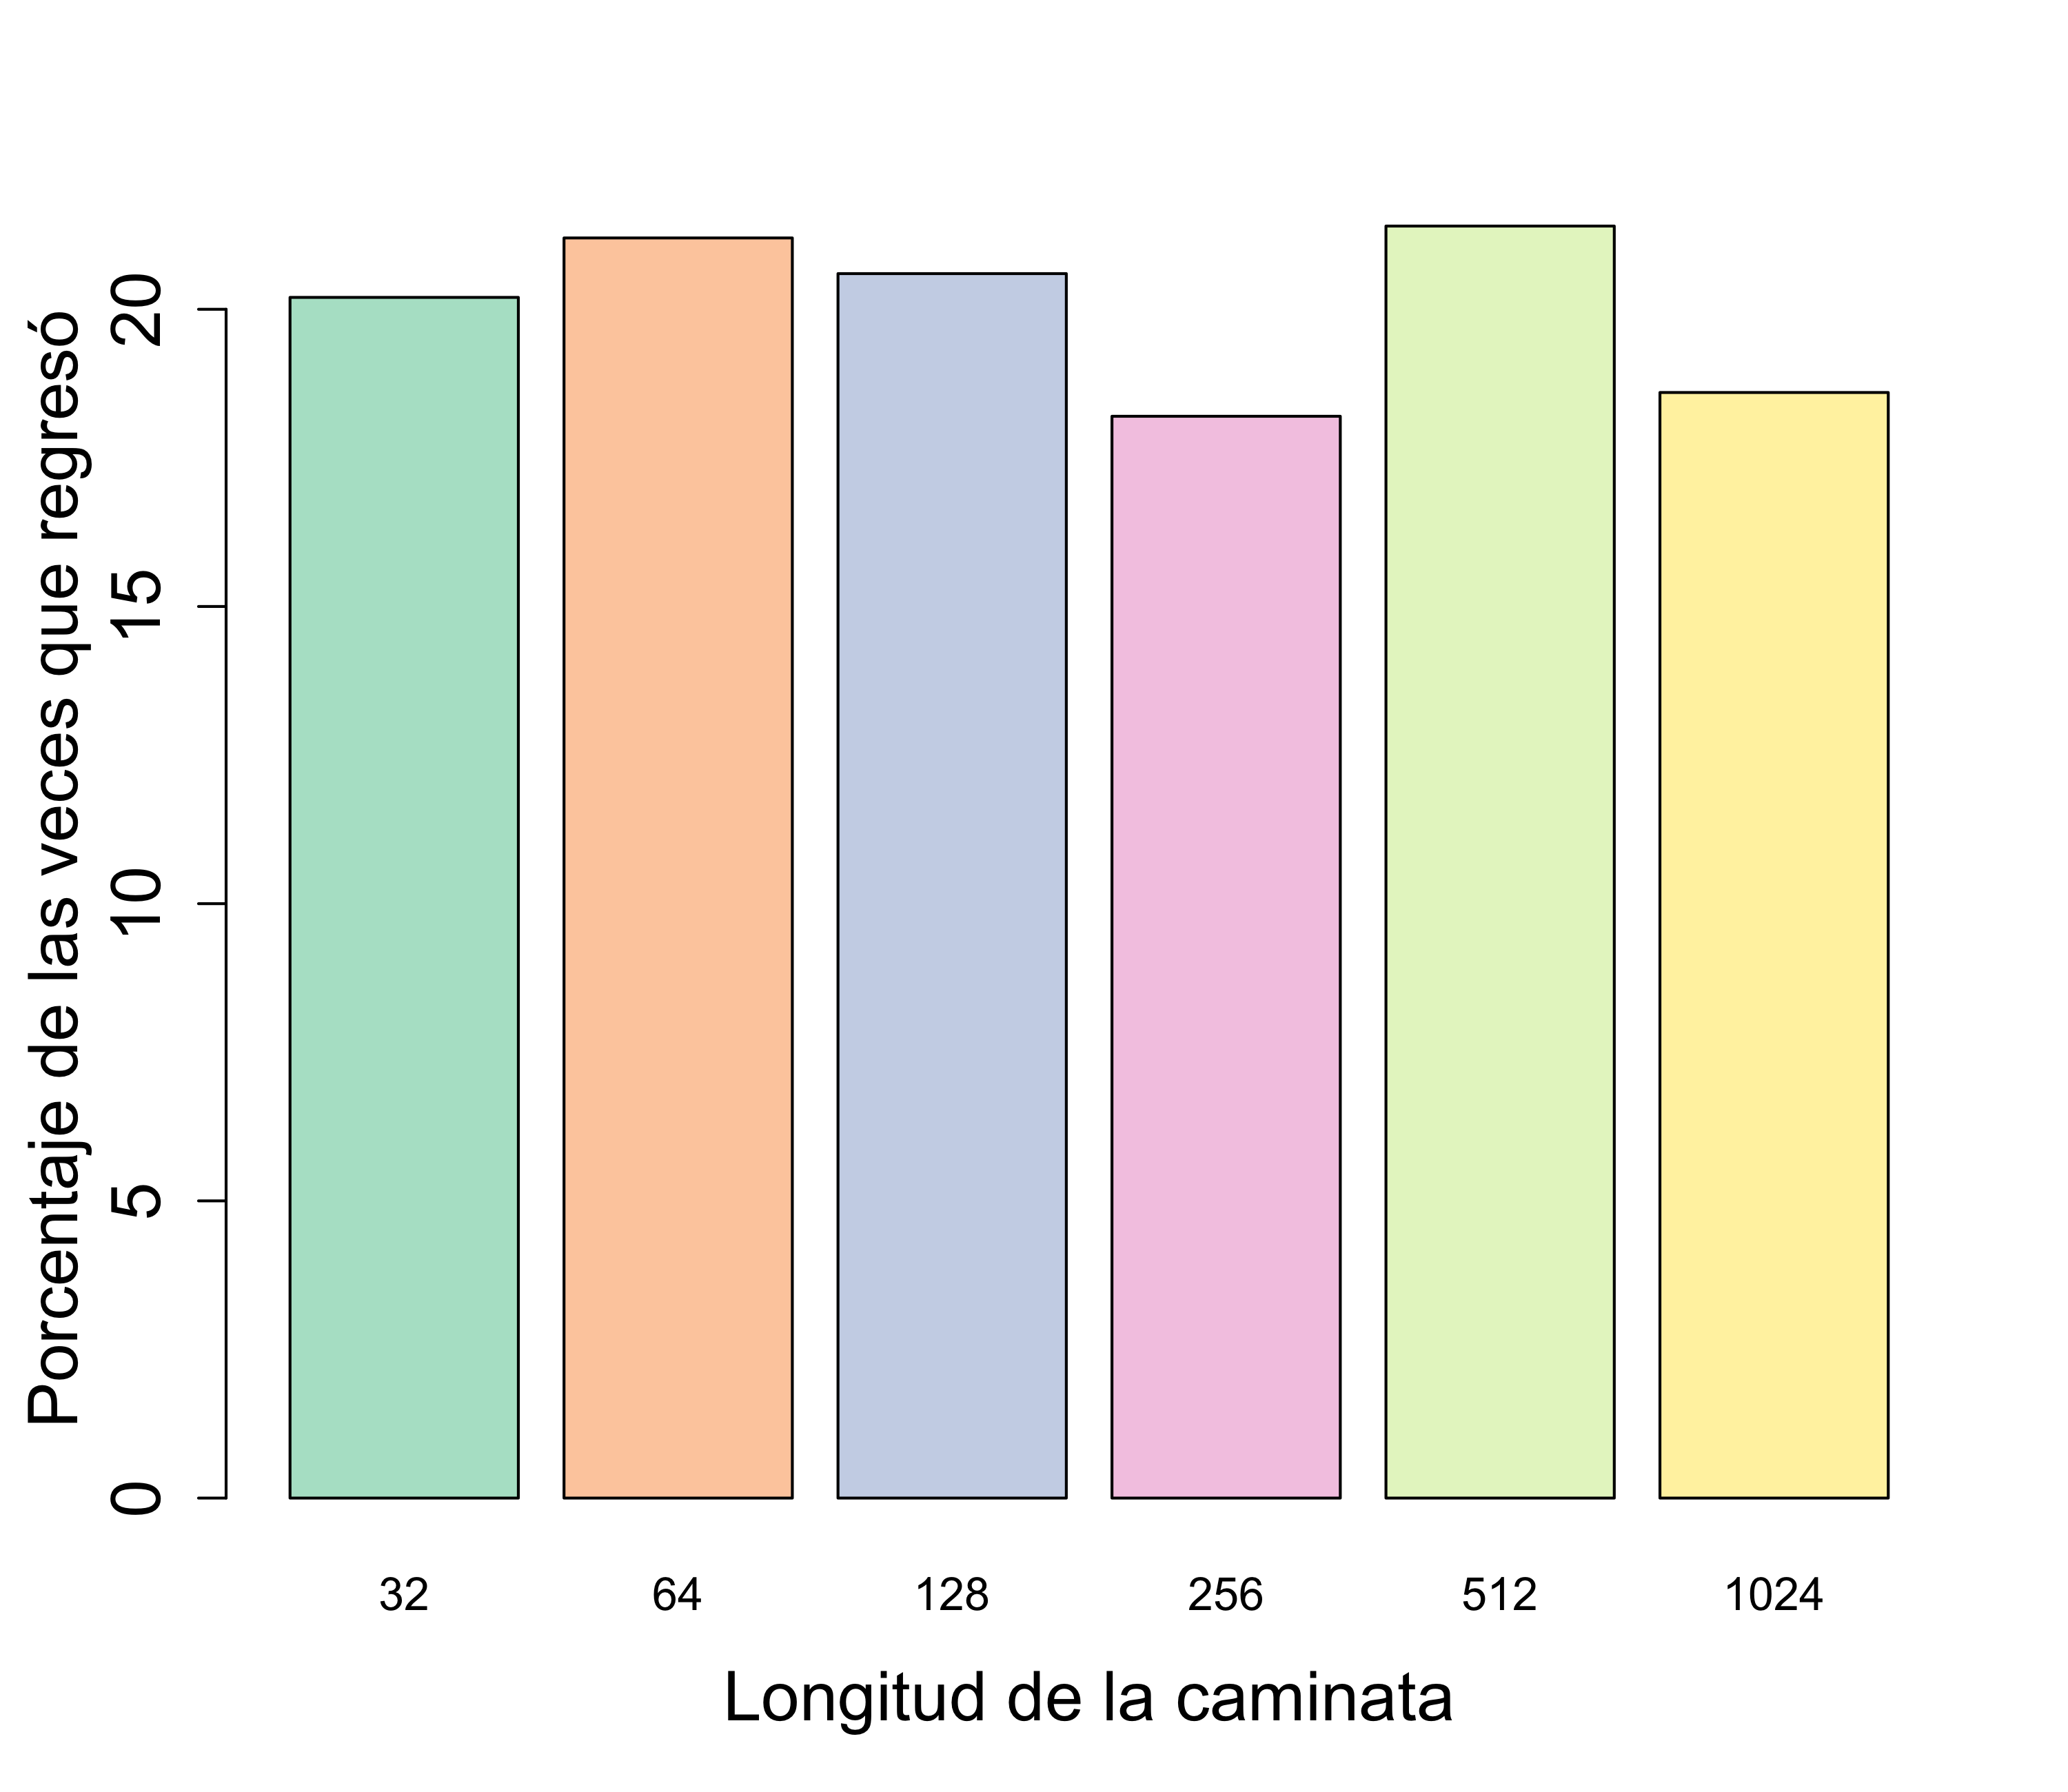 Porcentaje de las veces que regresó
20
15
10
5
0
32 64 128 256 512 1024
Longitud de la caminata